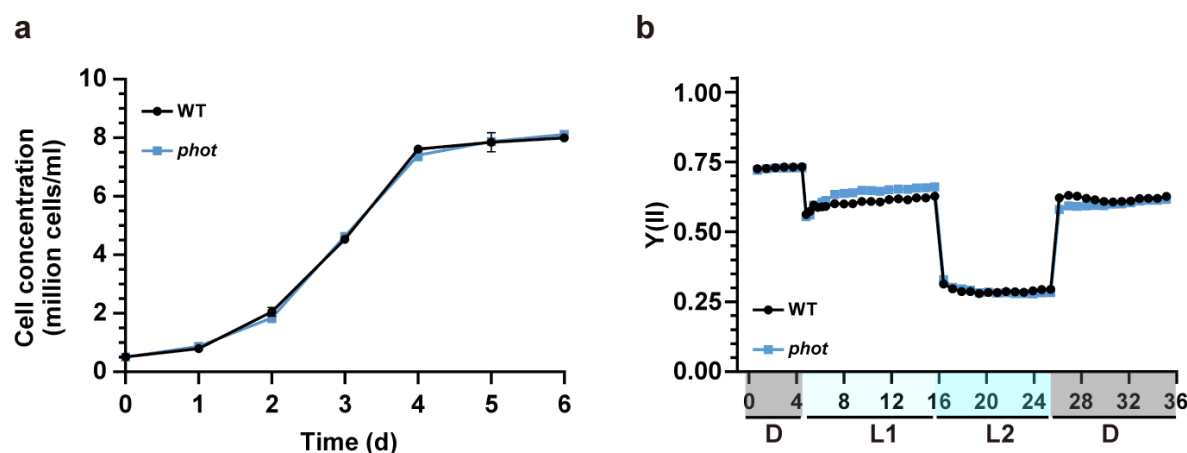 a
Cell concentration
(million cells/ml)
10
8
6
4
2
0
WT
phot
0 1 2 3 4 5 6
Time (d)
b
Y(II)
1.00
0.75
0.50
0.25
0.00
WT
phot
0 4 8 12 16 20 24 28 32 36
D L1 L2 D